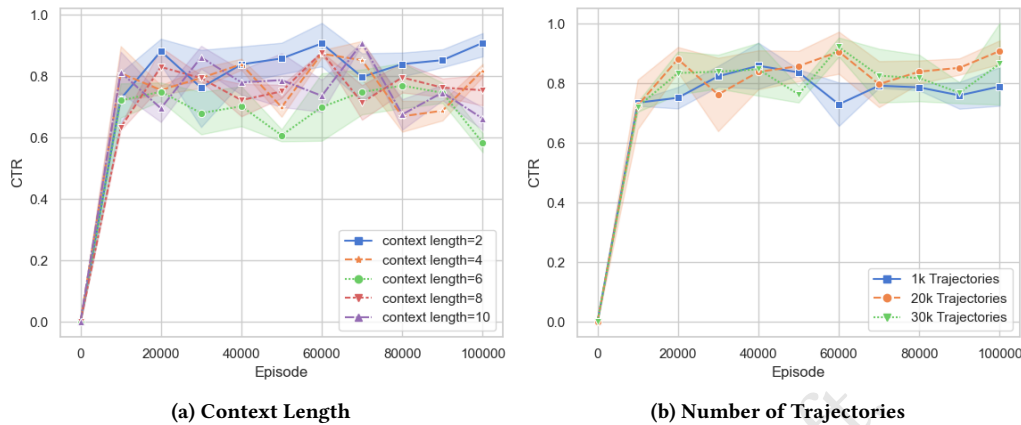 1.0
0.8
0.6
0.4
0.2
0.0
CTR
0
20000
40000
60000
80000
100000
Episode
context length=2
context length=4
context length=6
context length=8
context length=10
(a) Context Length
1.0
0.8
0.6
0.4
0.2
0.0
CTR
0
20000
40000
60000
80000
100000
Episode
1k Trajectories
20k Trajectories
30k Trajectories
(b) Number of Trajectories